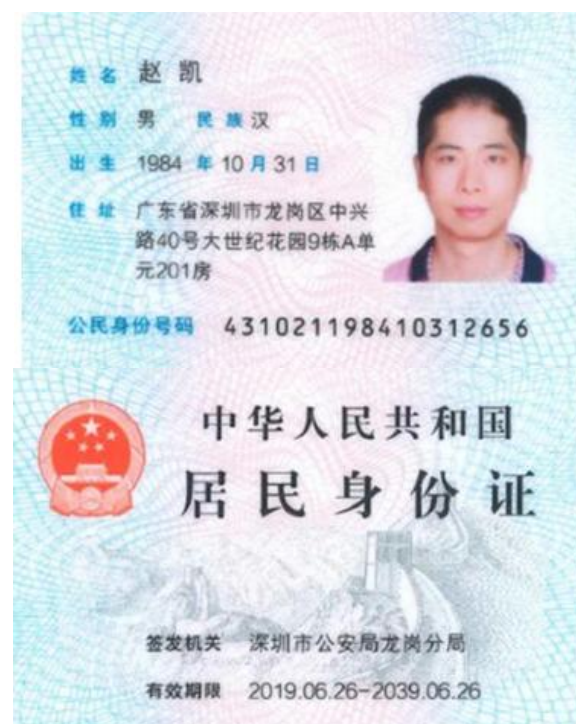 姓名 赵凯
性别 男 民族 汉
出生 1984 年 10 月 31 日
住址 广东省深圳市龙岗区中兴
路40号大世纪花园9栋A单
元201房
公民身份号码 431021198410312656
中华人民共和国
居民身份证
签发机关 深圳市公安局龙岗分局
有效期限 2019.06.26-2039.06.26